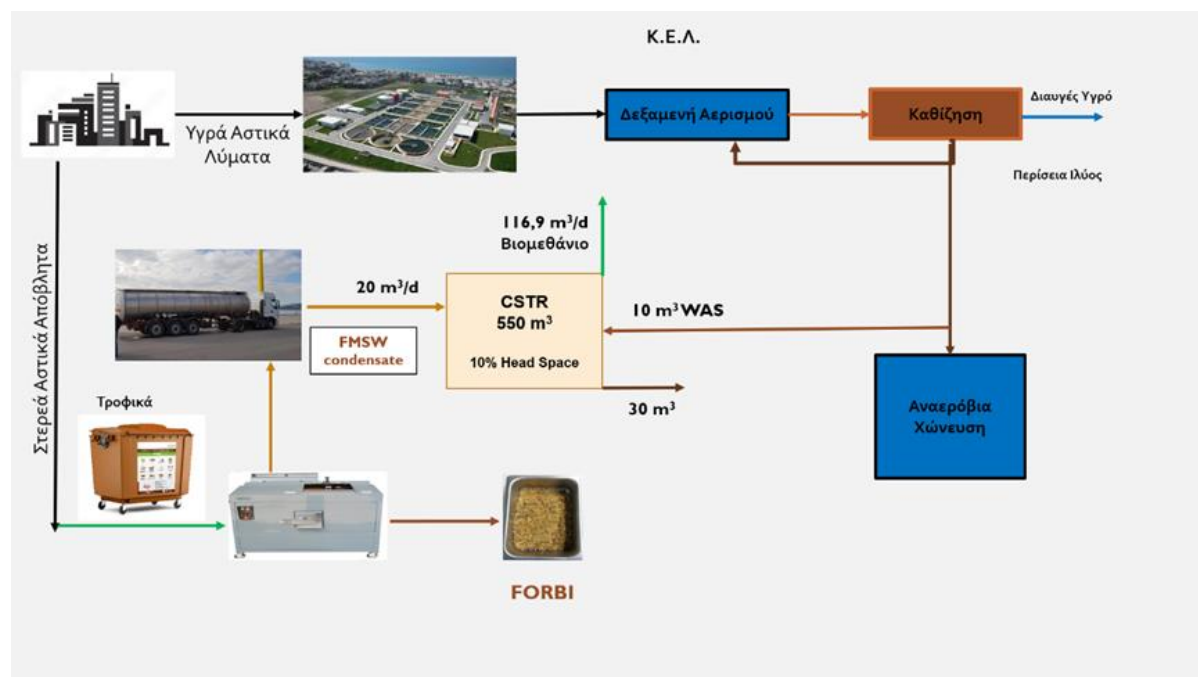 Κ.Ε.Λ.
Υγρά Αστικά
Λύματα
Δεξαμενή Αερισμού
Καθίζηση
Διαυγές Υγρό
Περίσεια Ιλύος
Στερεά Αστικά Απόβλητα
116,9 m³/d
Βιομεθάνιο
20 m³/d
FMSW
condensate
CSTR
550 m³
10% Head Space
10 m³ WAS
30 m³
Αναερόβια
Χώνευση
Τροφικά
FORBI